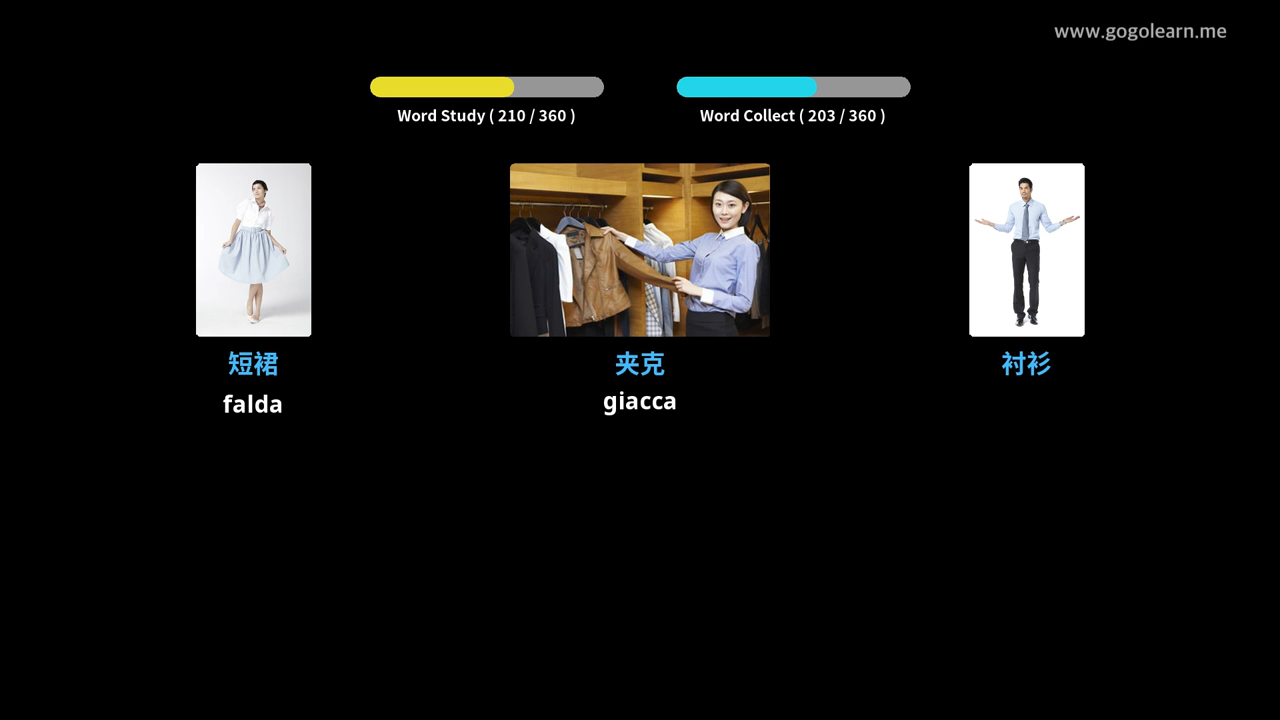 www.gogolearn.me
Word Study ( 210 / 360 )
Word Collect ( 203 / 360 )
短裙
夹克
衬衫
falda
giacca